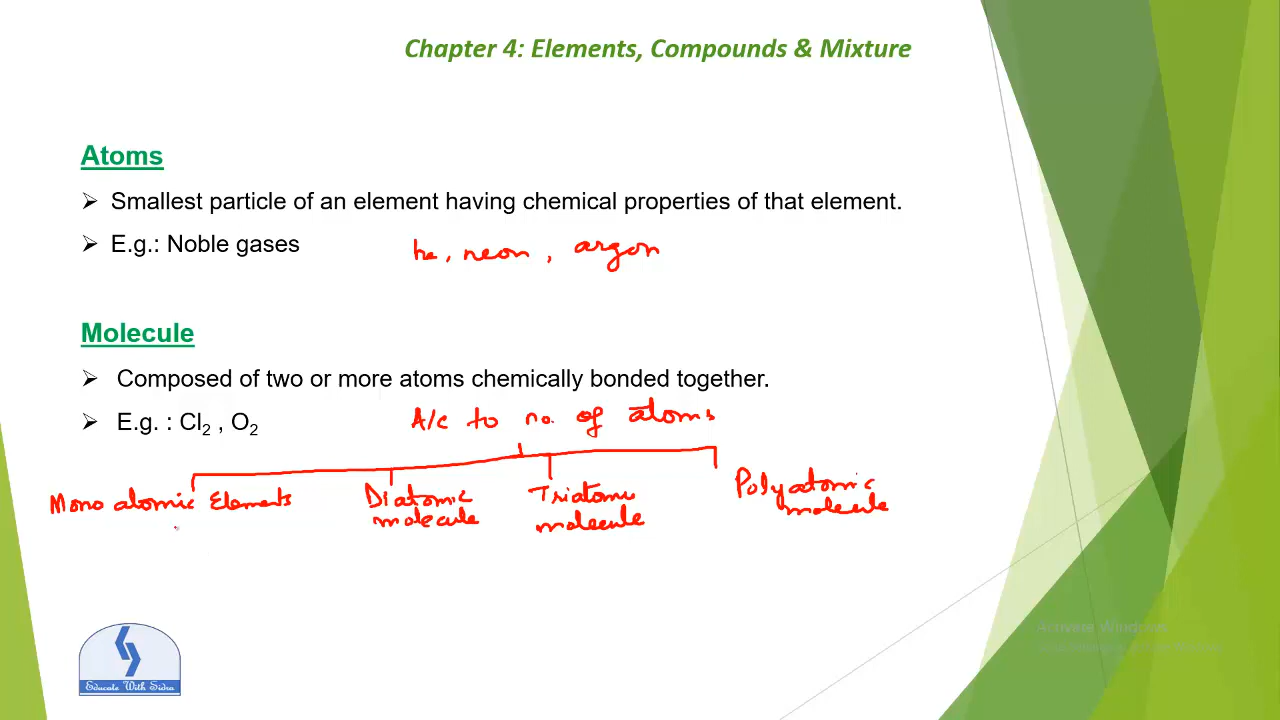 Chapter 4: Elements, Compounds & Mixture
Atoms
Smallest particle of an element having chemical properties of that element.
E.g.: Noble gases he, neon, argon
Molecule
Composed of two or more atoms chemically bonded together.
E.g. : Cl₂ , O₂ A/c to no. of atoms
Mono atomic Elements
Diatomic
molecule
Triatomic
molecule
Polyatomic
molecule
Educate With Sidra
Activate Windows